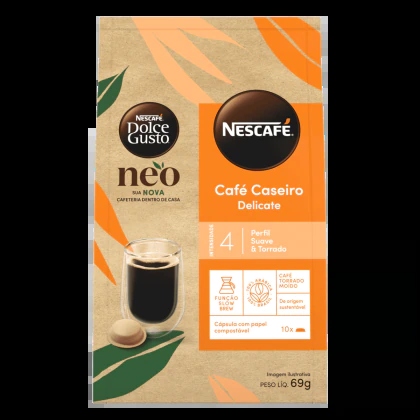 NESCAFÉ
DOLCE
GUSTO
neo
SUA NOVA
CAFETERIA DENTRO DE CASA
NESCAFÉ
Café Caseiro
Delicate
INTENSIDADE
4
Perfil
Suave
& Torrado
FUNÇÃO
SLOW
BREW
CAFÉ
TORRADO
MOÍDO
De origem
sustentável
Cápsula com papel
compostável
10x
Imagem ilustrativa
PESO LÍQ. 69g